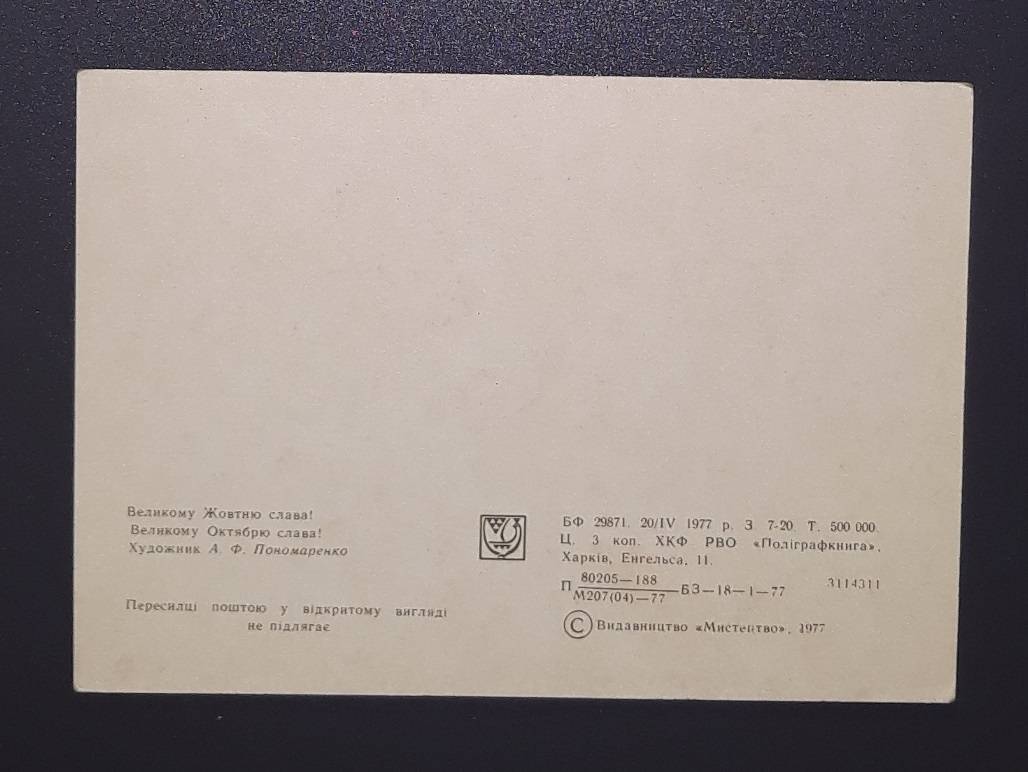 Великому Жовтню слава!
Великому Октябрю слава!
Художник А. Ф. Пономаренко
Пересилці поштою у відкритому вигляді
не підлягає
БФ 29871. 20/IV 1977 р. З. 7-20. Т. 500 000.
Ц. 3 коп. ХКФ РВО «Поліграфкнига».
Харків, Енгельса, 11.
П 80205—188
М207(04)—77 БЗ—18—1—77 3114311
© Видавництво «Мистецтво», 1977